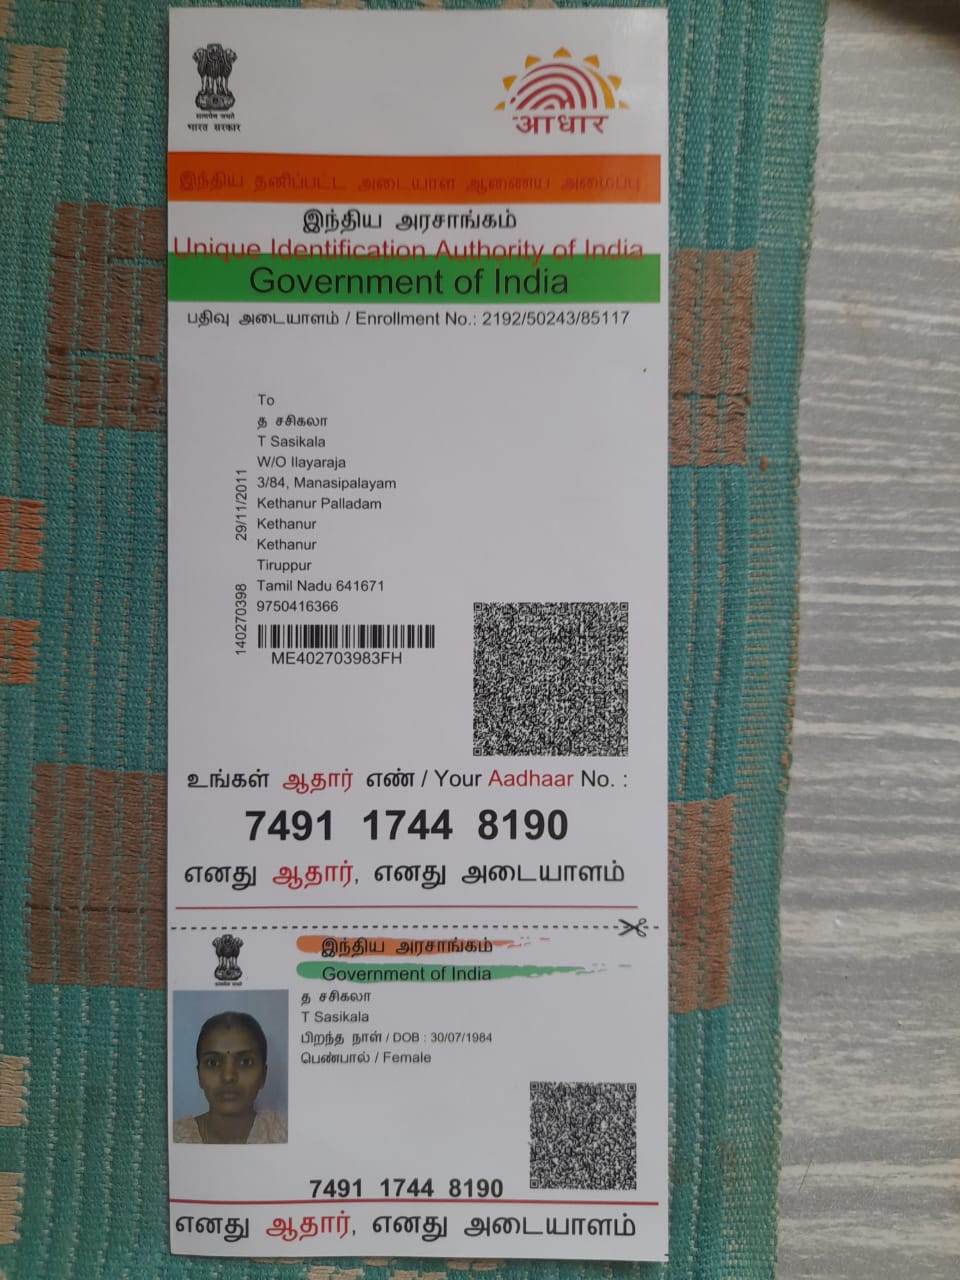 सत्यमेव जयते
भारत सरकार
आधार
இந்திய தனிப்பட்ட அடையாள ஆணைய அமைப்பு
இந்திய அரசாங்கம்
Unique Identification Authority of India
Government of India
பதிவு அடையாளம் / Enrollment No.: 2192/50243/85117
To
த சசிகலா
T Sasikala
W/O Ilayaraja
3/84, Manasipalayam
Kethanur Palladam
Kethanur
Kethanur
Tiruppur
Tamil Nadu 641671
9750416366
29/11/2011
140270398
ME402703983FH
உங்கள் ஆதார் எண் / Your Aadhaar No. :
7491 1744 8190
எனது ஆதார், எனது அடையாளம்
இந்திய அரசாங்கம்
Government of India
த சசிகலா
T Sasikala
பிறந்த நாள் / DOB : 30/07/1984
பெண்பால் / Female
7491 1744 8190
எனது ஆதார், எனது அடையாளம்